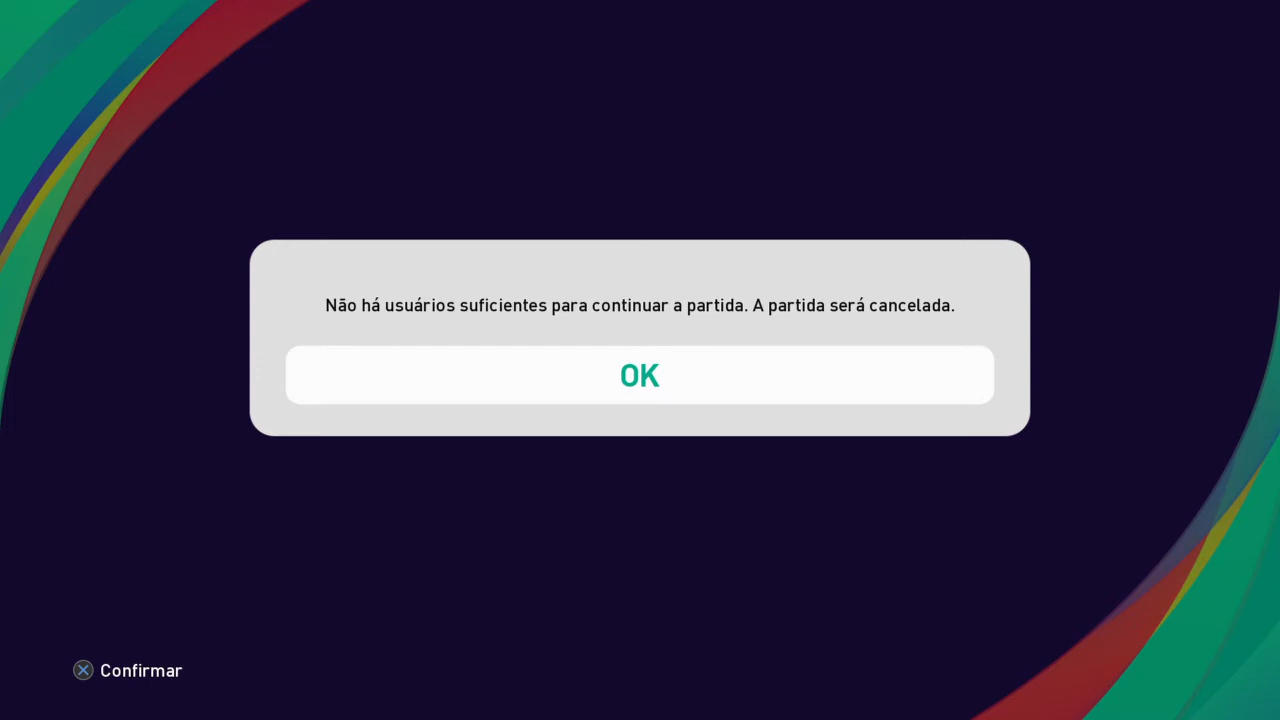 Não há usuários suficientes para continuar a partida. A partida será cancelada.
OK
Confirmar